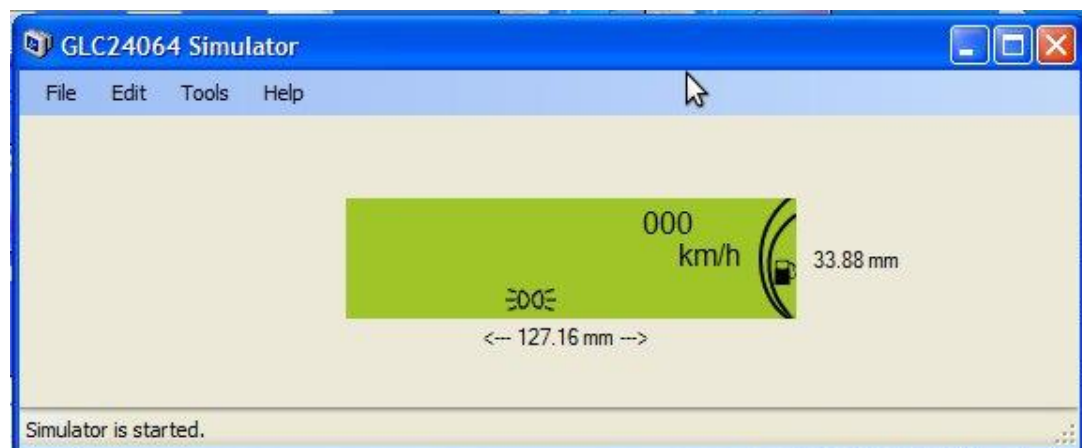 GLC24064 Simulator
File Edit Tools Help
000
km/h
33.88 mm
<--- 127.16 mm --->
Simulator is started.